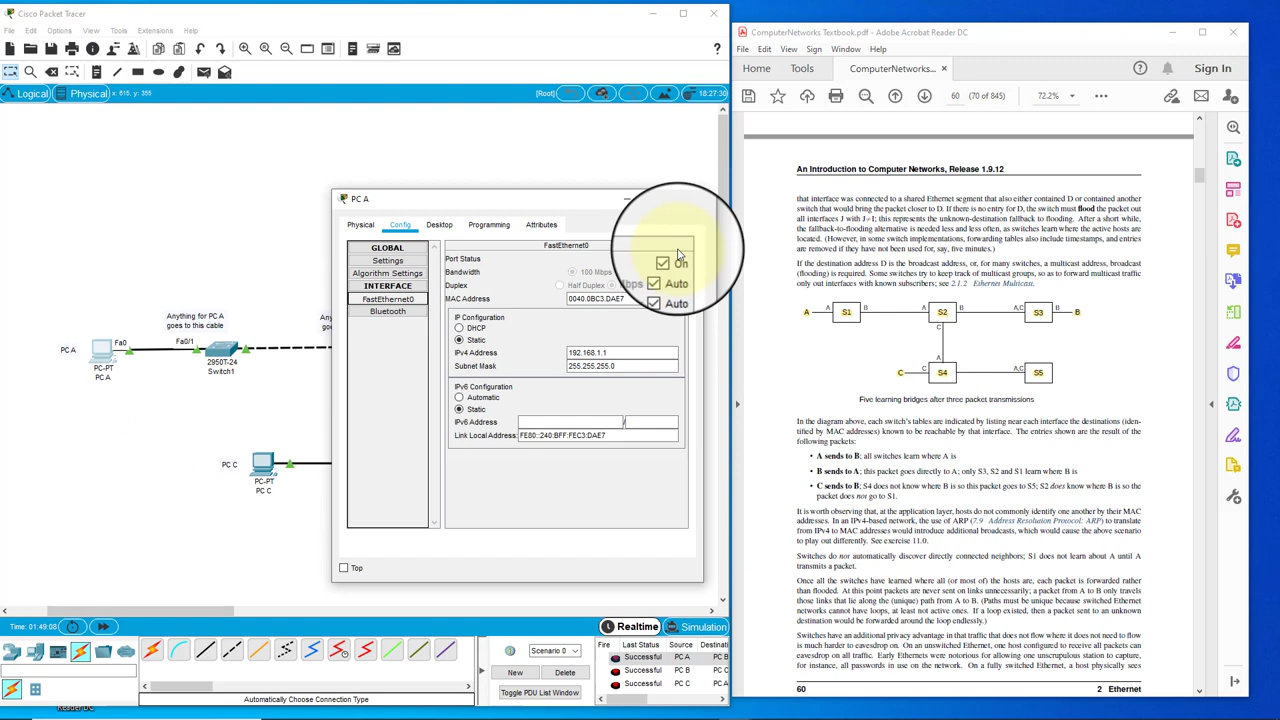 Cisco Packet Tracer
File Edit Options View Tools Extensions Help
?
Logical Physical x: 615, y: 355 [Root] 18:27:30
Anything for PC A
goes to this cable
PC A
Fa0
Fa0/1
PC-PT
PC A
2950T-24
Switch1
PC C
PC-PT
PC C
PC A
Physical Config Desktop Programming Attributes
GLOBAL
Settings
Algorithm Settings
INTERFACE
FastEthernet0
Bluetooth
FastEthernet0
Port Status On
Bandwidth 100 Mbps Auto
Duplex Half Duplex Auto
MAC Address 0040.0BC3.DAE7
IP Configuration
DHCP
Static
IPv4 Address 192.168.1.1
Subnet Mask 255.255.255.0
IPv6 Configuration
Automatic
Static
IPv6 Address /
Link Local Address: FE80::240:BFF:FEC3:DAE7
Top
Time: 01:49:08 Realtime Simulation
Scenario 0
New Delete
Toggle PDU List Window
Fire Last Status Source Destinati
Successful PC A PC B
Successful PC B PC C
Successful PC C PC A
Automatically Choose Connection Type
Reader DC
ComputerNetworks Textbook.pdf - Adobe Acrobat Reader DC
File Edit View Sign Window Help
Home Tools ComputerNetworks... × Sign In
60 (70 of 845) 72.2%
An Introduction to Computer Networks, Release 1.9.12
that interface was connected to a shared Ethernet segment that also either contained D or contained another
switch that would bring the packet closer to D. If there is no entry for D, the switch must flood the packet out
all interfaces J with J≠I; this represents the unknown-destination fallback to flooding. After a short while,
the fallback-to-flooding alternative is needed less and less often, as switches learn where the active hosts are
located. (However, in some switch implementations, forwarding tables also include timestamps, and entries
are removed if they have not been used for, say, five minutes.)
If the destination address D is the broadcast address, or, for many switches, a multicast address, broadcast
(flooding) is required. Some switches try to keep track of multicast groups, so as to forward multicast traffic
only out interfaces with known subscribers; see 2.1.2 Ethernet Multicast.
A A S1 B A S2 B A,C S3 B B
C
A
C C S4 A,C S5
Five learning bridges after three packet transmissions
In the diagram above, each switch's tables are indicated by listing near each interface the destinations (iden-
tified by MAC addresses) known to be reachable by that interface. The entries shown are the result of the
following packets:
• A sends to B; all switches learn where A is
• B sends to A; this packet goes directly to A; only S3, S2 and S1 learn where B is
• C sends to B; S4 does not know where B is so this packet goes to S5; S2 does know where B is so the
packet does not go to S1.
It is worth observing that, at the application layer, hosts do not commonly identify one another by their MAC
addresses. In an IPv4-based network, the use of ARP (7.9 Address Resolution Protocol: ARP) to translate
from IPv4 to MAC addresses would introduce additional broadcasts, which would cause the above scenario
to play out differently. See exercise 11.0.
Switches do not automatically discover directly connected neighbors; S1 does not learn about A until A
transmits a packet.
Once all the switches have learned where all (or most of) the hosts are, each packet is forwarded rather
than flooded. At this point packets are never sent on links unnecessarily; a packet from A to B only travels
those links that lie along the (unique) path from A to B. (Paths must be unique because switched Ethernet
networks cannot have loops, at least not active ones. If a loop existed, then a packet sent to an unknown
destination would be forwarded around the loop endlessly.)
Switches have an additional privacy advantage in that traffic that does not flow where it does not need to flow
is much harder to eavesdrop on. On an unswitched Ethernet, one host configured to receive all packets can
eavesdrop on all traffic. Early Ethernets were notorious for allowing one unscrupulous station to capture,
for instance, all passwords in use on the network. On a fully switched Ethernet, a host physically sees
60 2 Ethernet